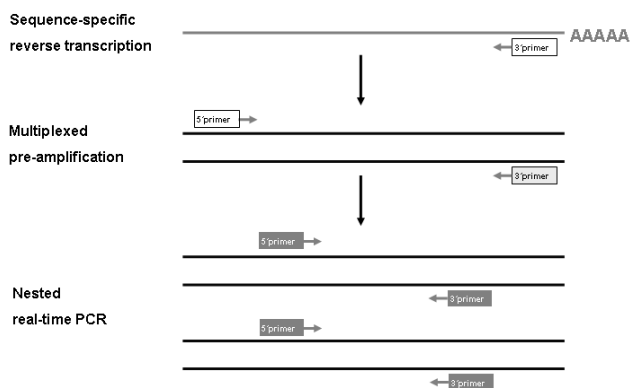 Sequence-specific
reverse transcription
3´primer
AAAAA
5´primer
Multiplexed
pre-amplification
3´primer
5´primer
3´primer
Nested
real-time PCR
5´primer
3´primer